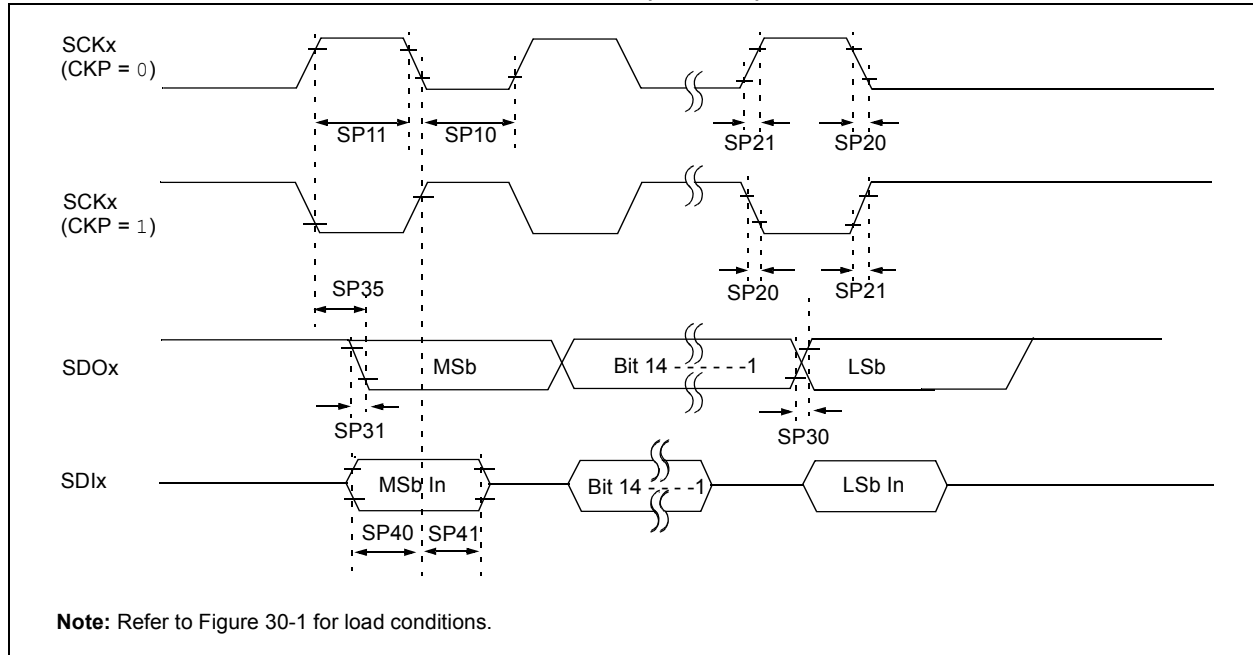 SCKx
(CKP = 0)
SP11
SP10
SP21
SP20
SCKx
(CKP = 1)
SP35
SP20
SP21
SDOx
MSb
Bit 14 - - - - - -1
LSb
SP31
SP30
SDIx
MSb In
Bit 14 - - - -1
LSb In
SP40
SP41
Note: Refer to Figure 30-1 for load conditions.